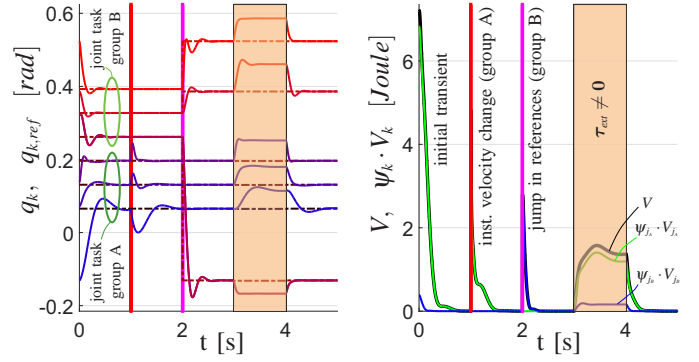 q_k, q_{k,ref} [rad]
0.6
0.4
0.2
0
-0.2
0
2
4
t [s]
joint task
group B
joint task
group A
V, ψ_k · V_k [Joule]
6
4
2
0
0
2
4
t [s]
initial transient
inst. velocity change (group A)
jump in references (group B)
τ_{ext} ≠ 0
V
ψ_{j_A} · V_{j_A}
ψ_{j_B} · V_{j_B}